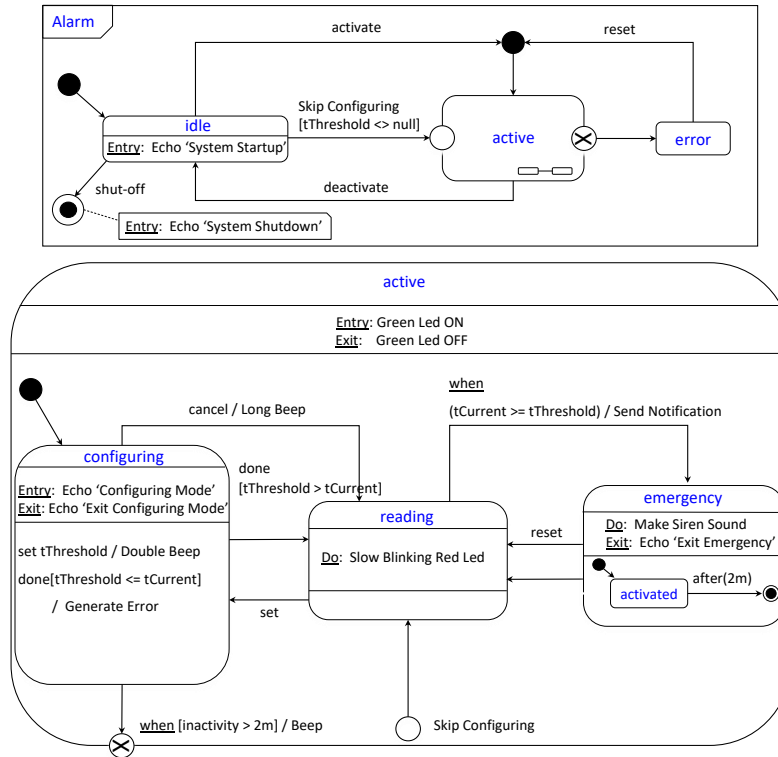 Alarm
activate
reset
Skip Configuring
[tThreshold <> null]
idle
Entry: Echo ‘System Startup’
active
error
deactivate
shut-off
Entry: Echo ‘System Shutdown’
active
Entry: Green Led ON
Exit: Green Led OFF
when
(tCurrent >= tThreshold) / Send Notification
cancel / Long Beep
configuring
done
[tThreshold > tCurrent]
Entry: Echo ‘Configuring Mode’
Exit: Echo ‘Exit Configuring Mode’
reading
emergency
Do: Make Siren Sound
Exit: Echo ‘Exit Emergency’
reset
set tThreshold / Double Beep
Do: Slow Blinking Red Led
done[tThreshold <= tCurrent]
/ Generate Error
after(2m)
activated
set
when [inactivity > 2m] / Beep
Skip Configuring